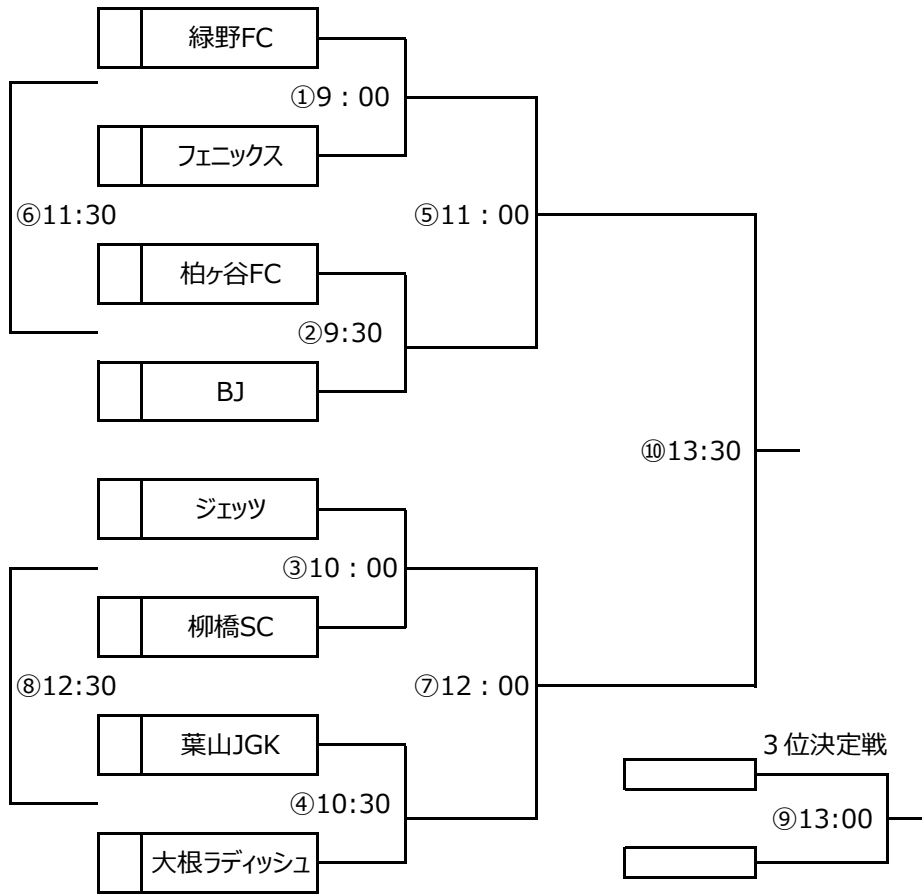 緑野FC
①9：00
フェニックス
⑥11:30
⑤11：00
柏ヶ谷FC
②9:30
BJ
⑩13:30
ジェッツ
③10：00
柳橋SC
⑧12:30
⑦12：00
葉山JGK
３位決定戦
④10:30
⑨13:00
大根ラディッシュ